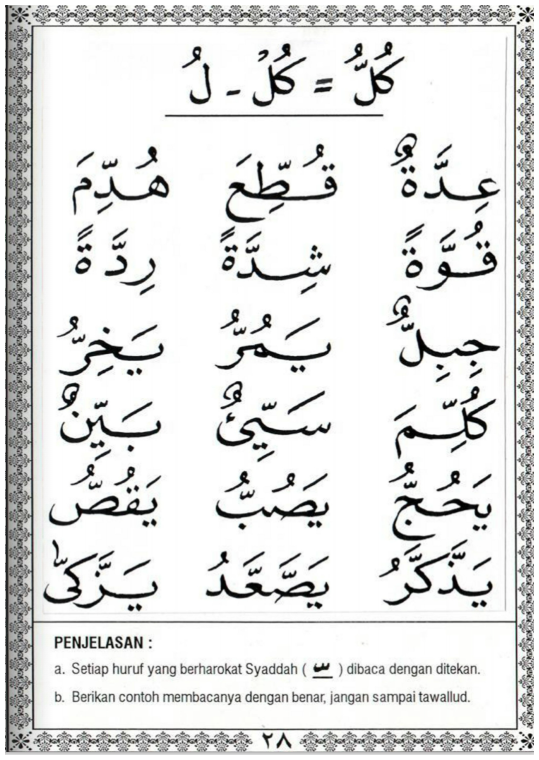 كُلُّ = كُلْ - لُ
عِدَّةٌ قُطِّعَ هُدِّمَ
قُوَّةً شِدَّةً رِدَّةً
جِبِلٌّ يَمُرُّ يَخِرُّ
كُلِّمَ سَيِّئٌ بَيِّنٌ
يَحُجُّ يَصُبُّ يَقُصُّ
يَذَّكَّرُ يَصَّعَّدُ يَزَّكّٰى
PENJELASAN :
a. Setiap huruf yang berharokat Syaddah ( ـّ ) dibaca dengan ditekan.
b. Berikan contoh membacanya dengan benar, jangan sampai tawallud.
٢٨